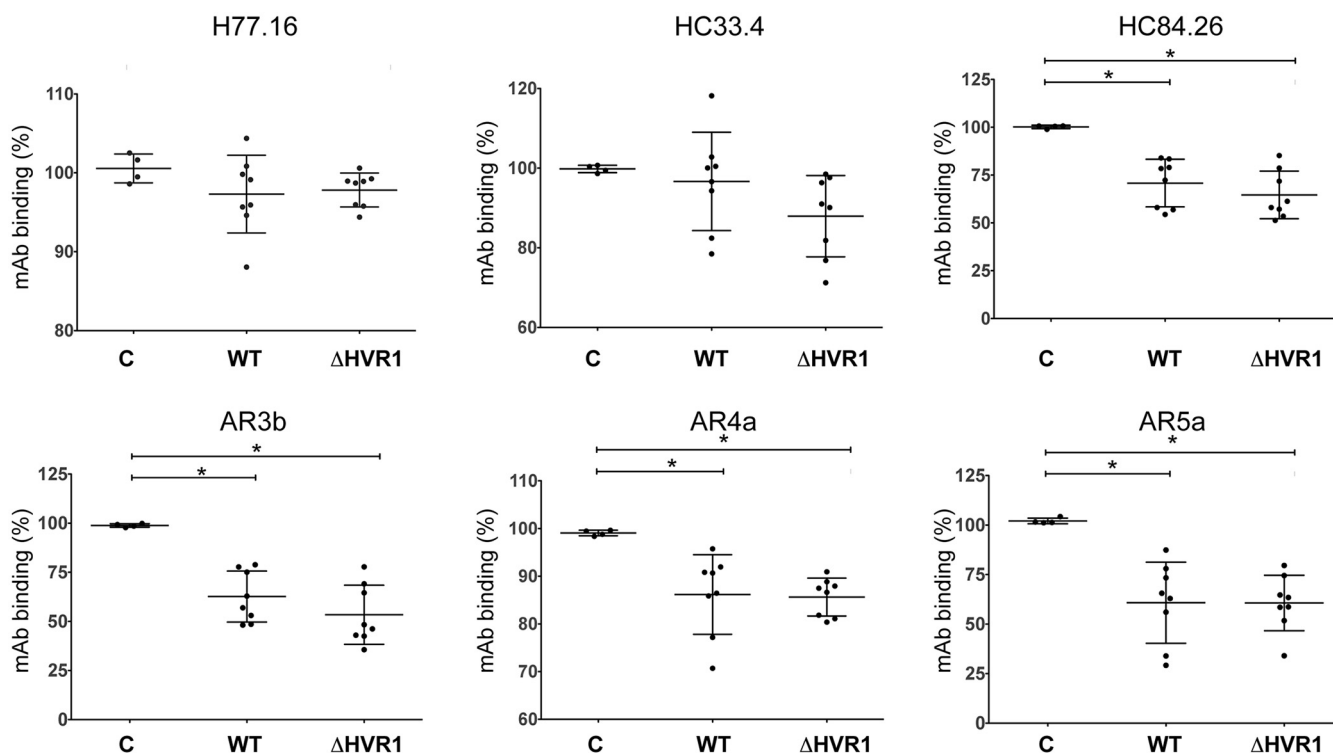 H77.16
HC33.4
HC84.26
mAb binding (%)
110
100
90
80
C WT ΔHVR1
mAb binding (%)
120
100
80
60
C WT ΔHVR1
mAb binding (%)
125
100
75
50
25
0
* *
C WT ΔHVR1
AR3b
AR4a
AR5a
mAb binding (%)
125
100
75
50
25
0
* *
C WT ΔHVR1
mAb binding (%)
110
100
90
80
70
60
* *
C WT ΔHVR1
mAb binding (%)
125
100
75
50
25
0
* *
C WT ΔHVR1